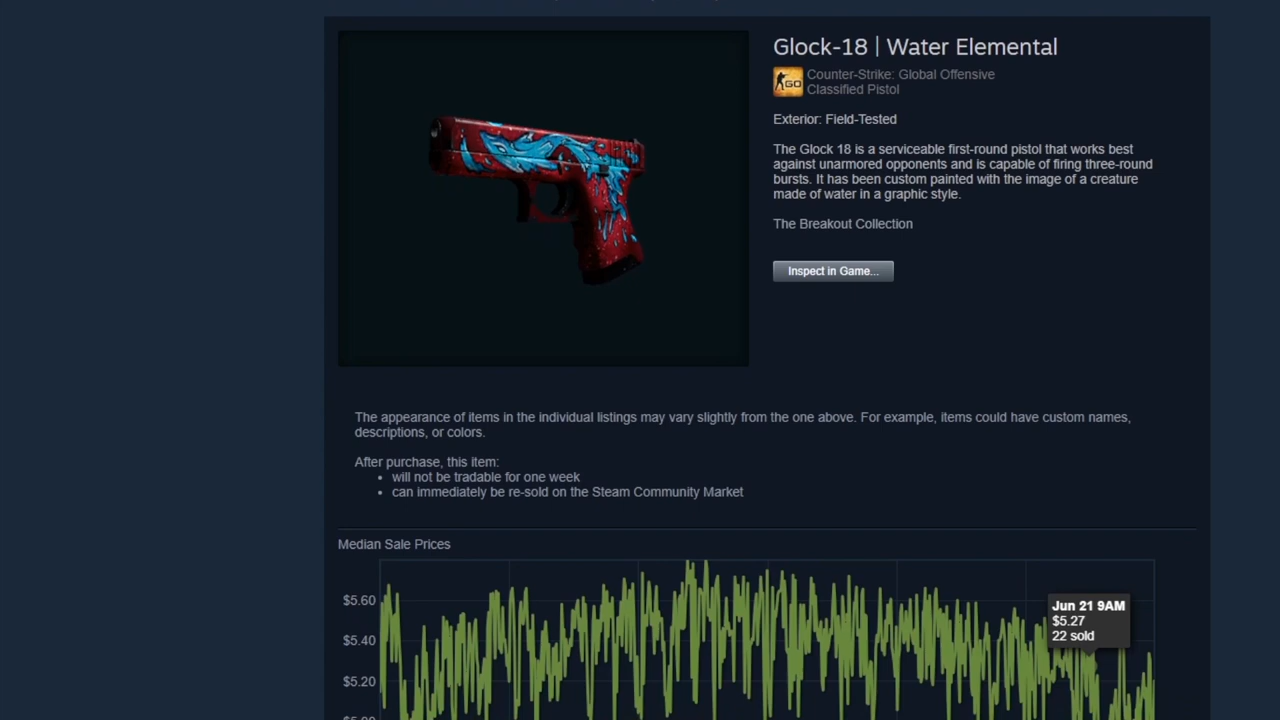 Glock-18 | Water Elemental
GO
Counter-Strike: Global Offensive
Classified Pistol
Exterior: Field-Tested
The Glock 18 is a serviceable first-round pistol that works best
against unarmored opponents and is capable of firing three-round
bursts. It has been custom painted with the image of a creature
made of water in a graphic style.
The Breakout Collection
Inspect in Game...
The appearance of items in the individual listings may vary slightly from the one above. For example, items could have custom names,
descriptions, or colors.
After purchase, this item:
• will not be tradable for one week
• can immediately be re-sold on the Steam Community Market
Median Sale Prices
$5.60
$5.40
$5.20
Jun 21 9AM
$5.27
22 sold